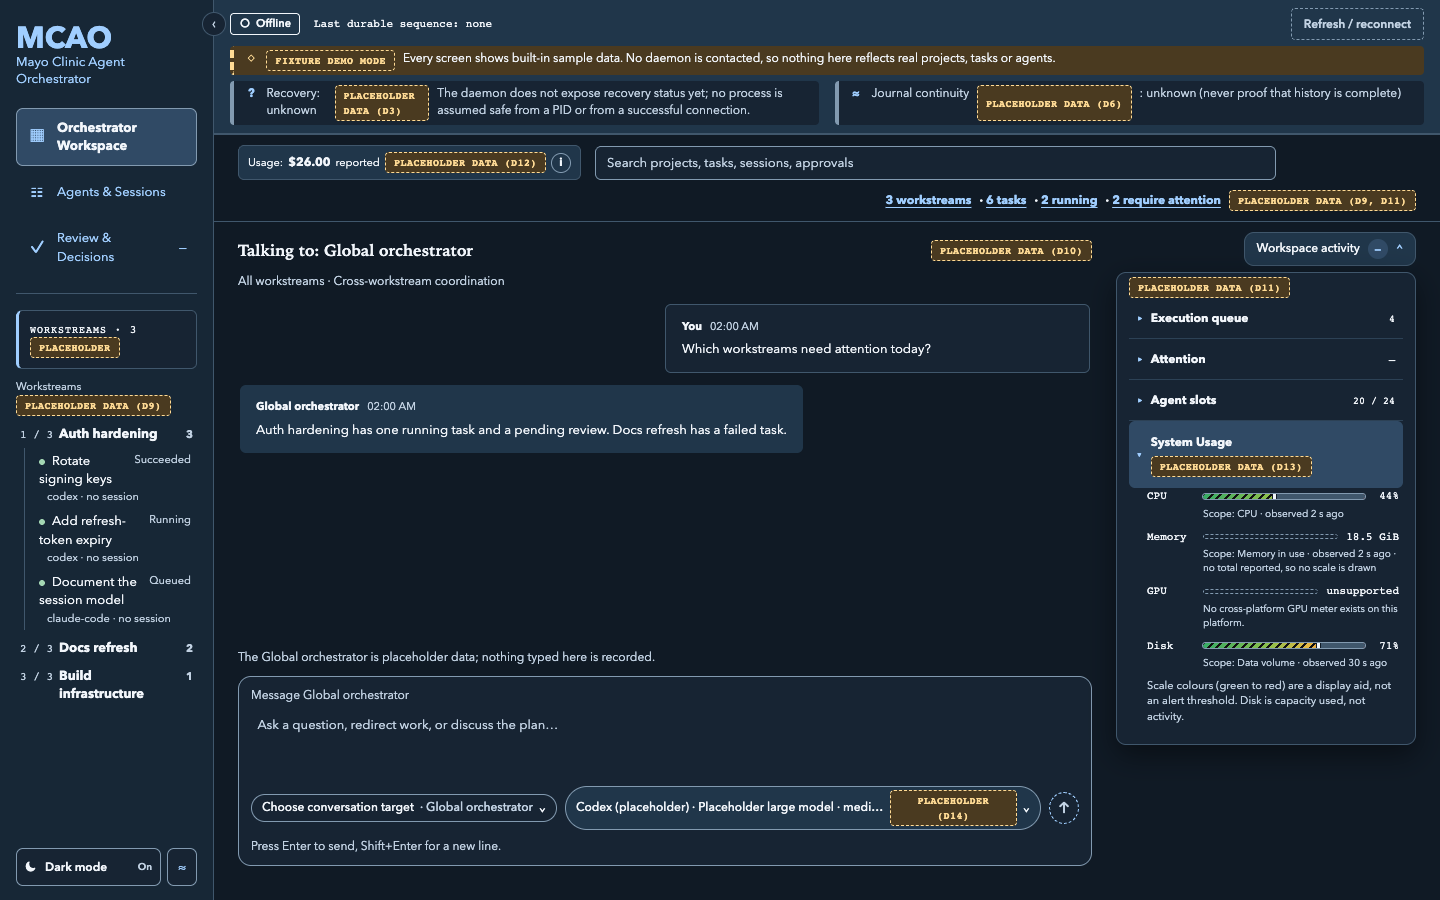 MCAO
Mayo Clinic Agent
Orchestrator
Orchestrator
Workspace
Agents & Sessions
Review &
Decisions
–
WORKSTREAMS · 3
PLACEHOLDER
Workstreams
PLACEHOLDER DATA (D9)
1 / 3 Auth hardening 3
Rotate Succeeded
signing keys
codex · no session
Add refresh- Running
token expiry
codex · no session
Document the Queued
session model
claude-code · no session
2 / 3 Docs refresh 2
3 / 3 Build 1
infrastructure
Dark mode On
≈
Offline Last durable sequence: none
Refresh / reconnect
FIXTURE DEMO MODE Every screen shows built-in sample data. No daemon is contacted, so nothing here reflects real projects, tasks or agents.
? Recovery:
unknown
PLACEHOLDER
DATA (D3)
The daemon does not expose recovery status yet; no process is
assumed safe from a PID or from a successful connection.
≈ Journal continuity PLACEHOLDER DATA (D6) : unknown (never proof that history is complete)
Usage: $26.00 reported PLACEHOLDER DATA (D12) i
Search projects, tasks, sessions, approvals
3 workstreams · 6 tasks · 2 running · 2 require attention PLACEHOLDER DATA (D9, D11)
Talking to: Global orchestrator PLACEHOLDER DATA (D10)
All workstreams · Cross-workstream coordination
You 02:00 AM
Which workstreams need attention today?
Global orchestrator 02:00 AM
Auth hardening has one running task and a pending review. Docs refresh has a failed task.
The Global orchestrator is placeholder data; nothing typed here is recorded.
Message Global orchestrator
Ask a question, redirect work, or discuss the plan…
Choose conversation target · Global orchestrator
Codex (placeholder) · Placeholder large model · medi…
PLACEHOLDER
(D14)
Press Enter to send, Shift+Enter for a new line.
Workspace activity –
PLACEHOLDER DATA (D11)
Execution queue 4
Attention –
Agent slots 20 / 24
System Usage
PLACEHOLDER DATA (D13)
CPU 44%
Scope: CPU · observed 2 s ago
Memory 18.5 GiB
Scope: Memory in use · observed 2 s ago ·
no total reported, so no scale is drawn
GPU unsupported
No cross-platform GPU meter exists on this
platform.
Disk 71%
Scope: Data volume · observed 30 s ago
Scale colours (green to red) are a display aid, not
an alert threshold. Disk is capacity used, not
activity.